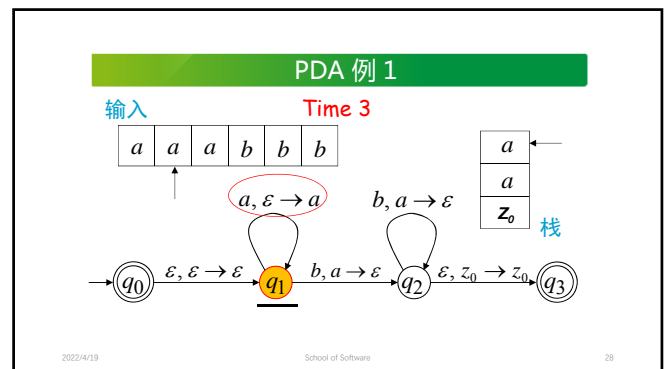 PDA 例 1
输入
Time 3
a a a b b b
a
a
z₀
栈
a, ε → a
b, a → ε
q₀
ε, ε → ε
q₁
b, a → ε
q₂
ε, z₀ → z₀
q₃
2022/4/19
School of Software
28